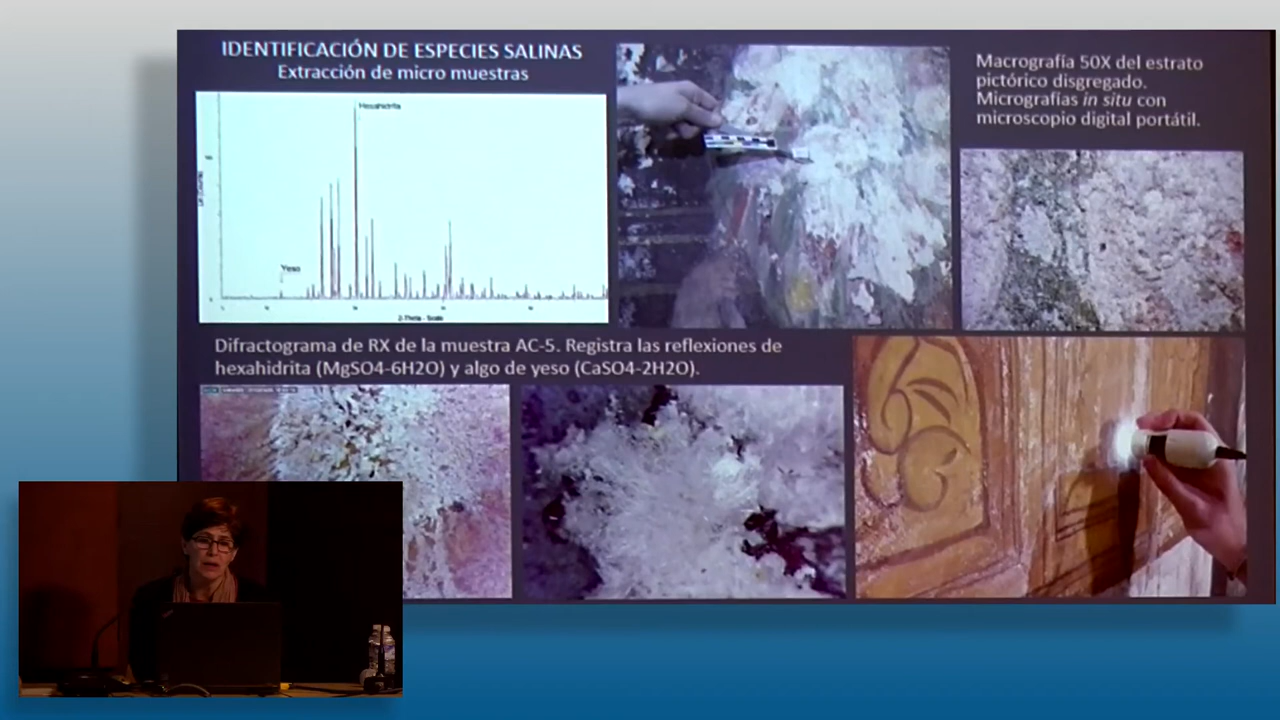 IDENTIFICACIÓN DE ESPECIES SALINAS
Extracción de micro muestras
Hexahidrita
Yeso
2-Theta - Scale
Macrografía 50X del estrato
pictórico disgregado.
Micrografías in situ con
microscopio digital portátil.
Difractograma de RX de la muestra AC-5. Registra las reflexiones de
hexahidrita (MgSO4-6H2O) y algo de yeso (CaSO4-2H2O).